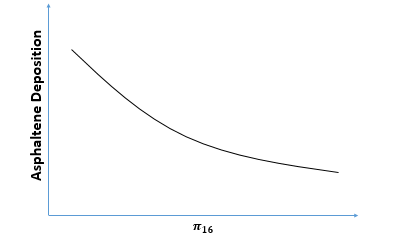 Asphaltene Deposition
π₁₆